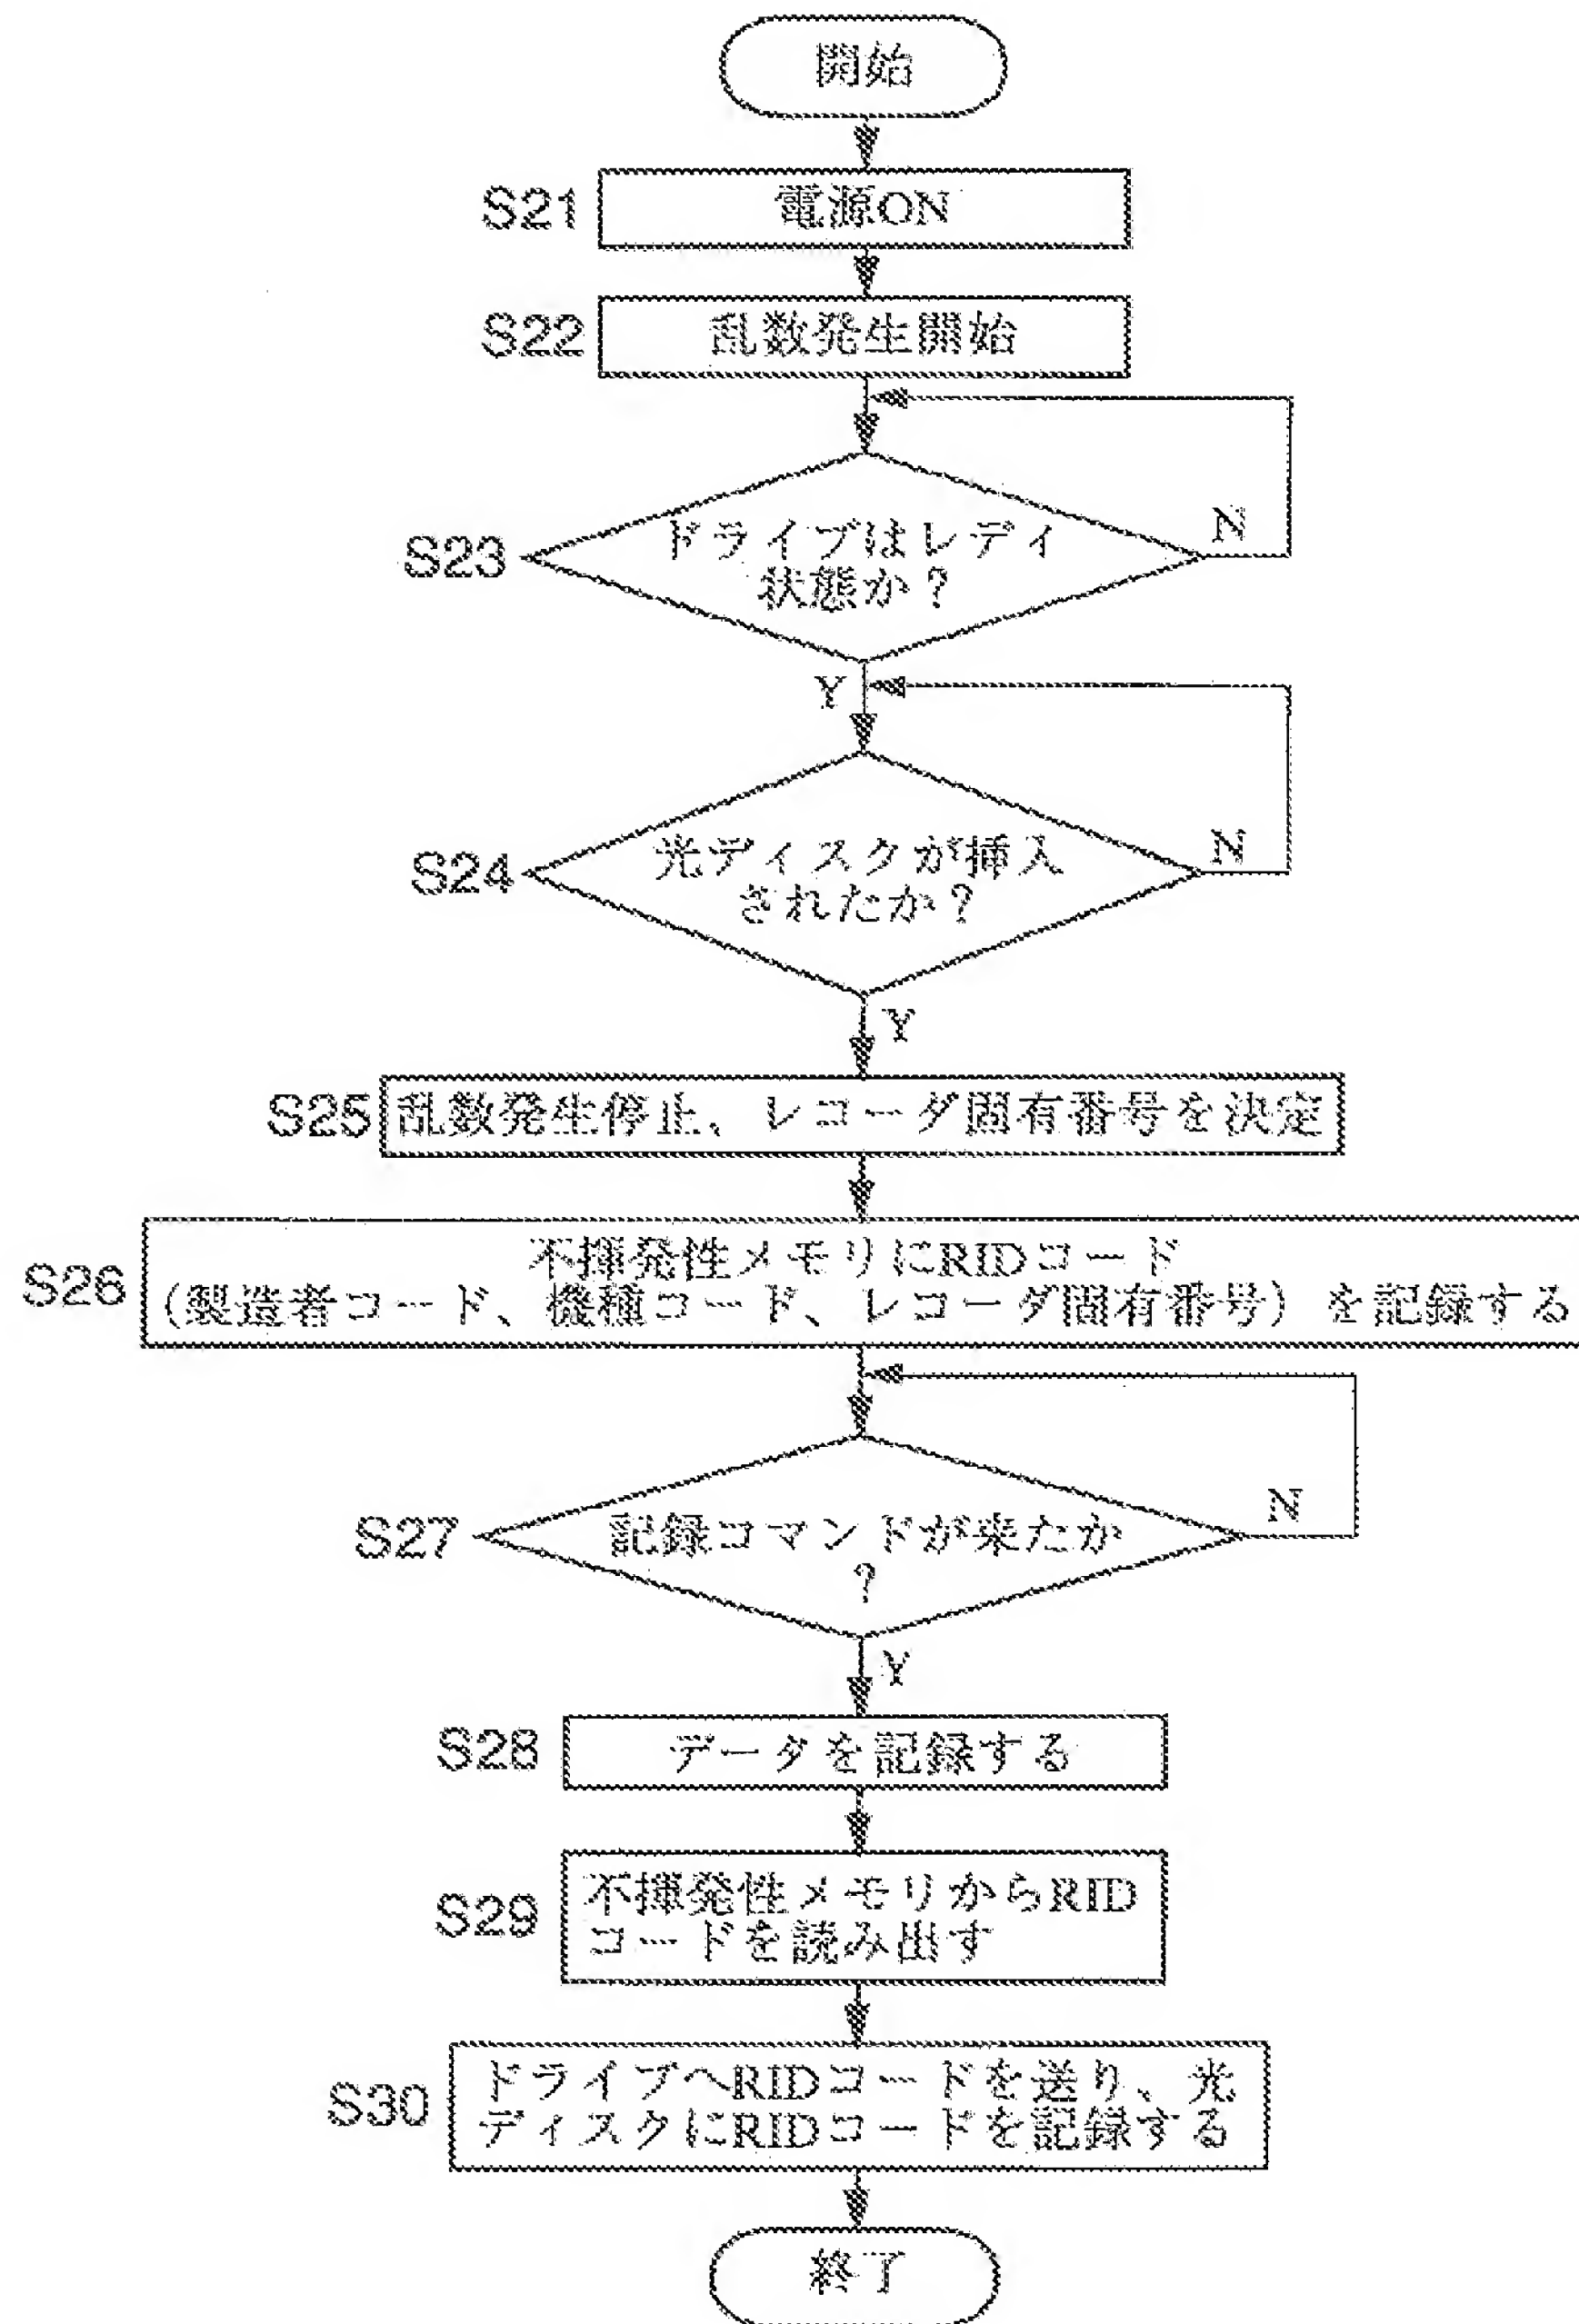 開始
S21
電源ON
S22
乱数発生開始
S23
ドライブはレディ
状態か？
N
Y
S24
光ディスクが挿入
されたか？
N
Y
S25
乱数発生停止、レコーダ固有番号を決定
S26
不揮発性メモリにRIDコード
(製造者コード、機種コード、レコーダ固有番号) を記録する
S27
記録コマンドが来たか
？
N
Y
S28
データを記録する
S29
不揮発性メモリからRID
コードを読み出す
S30
ドライブへRIDコードを送り、光
ディスクにRIDコードを記録する
終了